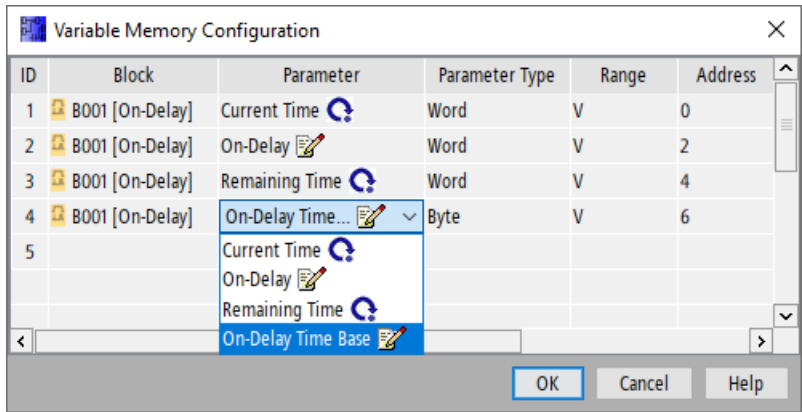 Variable Memory Configuration
ID Block Parameter Parameter Type Range Address
1 B001 [On-Delay] Current Time Word V 0
2 B001 [On-Delay] On-Delay Word V 2
3 B001 [On-Delay] Remaining Time Word V 4
4 B001 [On-Delay] On-Delay Time... Byte V 6
5 Current Time
On-Delay
Remaining Time
On-Delay Time Base
OK Cancel Help